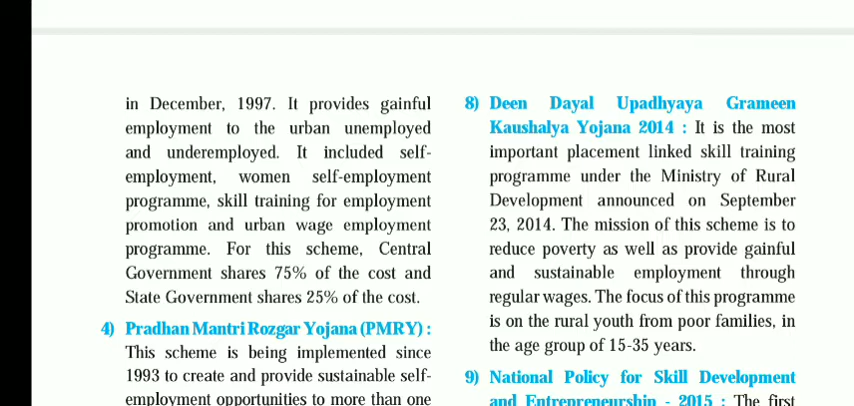 in December, 1997. It provides gainful
employment to the urban unemployed
and underemployed. It included self-
employment, women self-employment
programme, skill training for employment
promotion and urban wage employment
programme. For this scheme, Central
Government shares 75% of the cost and
State Government shares 25% of the cost.
4) Pradhan Mantri Rozgar Yojana (PMRY) :
This scheme is being implemented since
1993 to create and provide sustainable self-
employment opportunities to more than one
8) Deen Dayal Upadhyaya Grameen
Kaushalya Yojana 2014 : It is the most
important placement linked skill training
programme under the Ministry of Rural
Development announced on September
23, 2014. The mission of this scheme is to
reduce poverty as well as provide gainful
and sustainable employment through
regular wages. The focus of this programme
is on the rural youth from poor families, in
the age group of 15-35 years.
9) National Policy for Skill Development
and Entrepreneurship - 2015 : The first